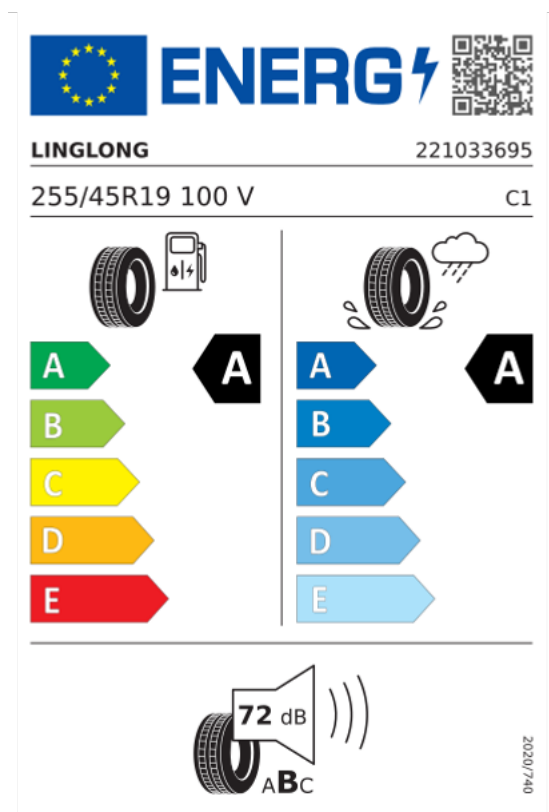 ENERG
LINGLONG 221033695
255/45R19 100 V C1
A A A A
B B
C C
D D
E E
72 dB
ABC
2020/740